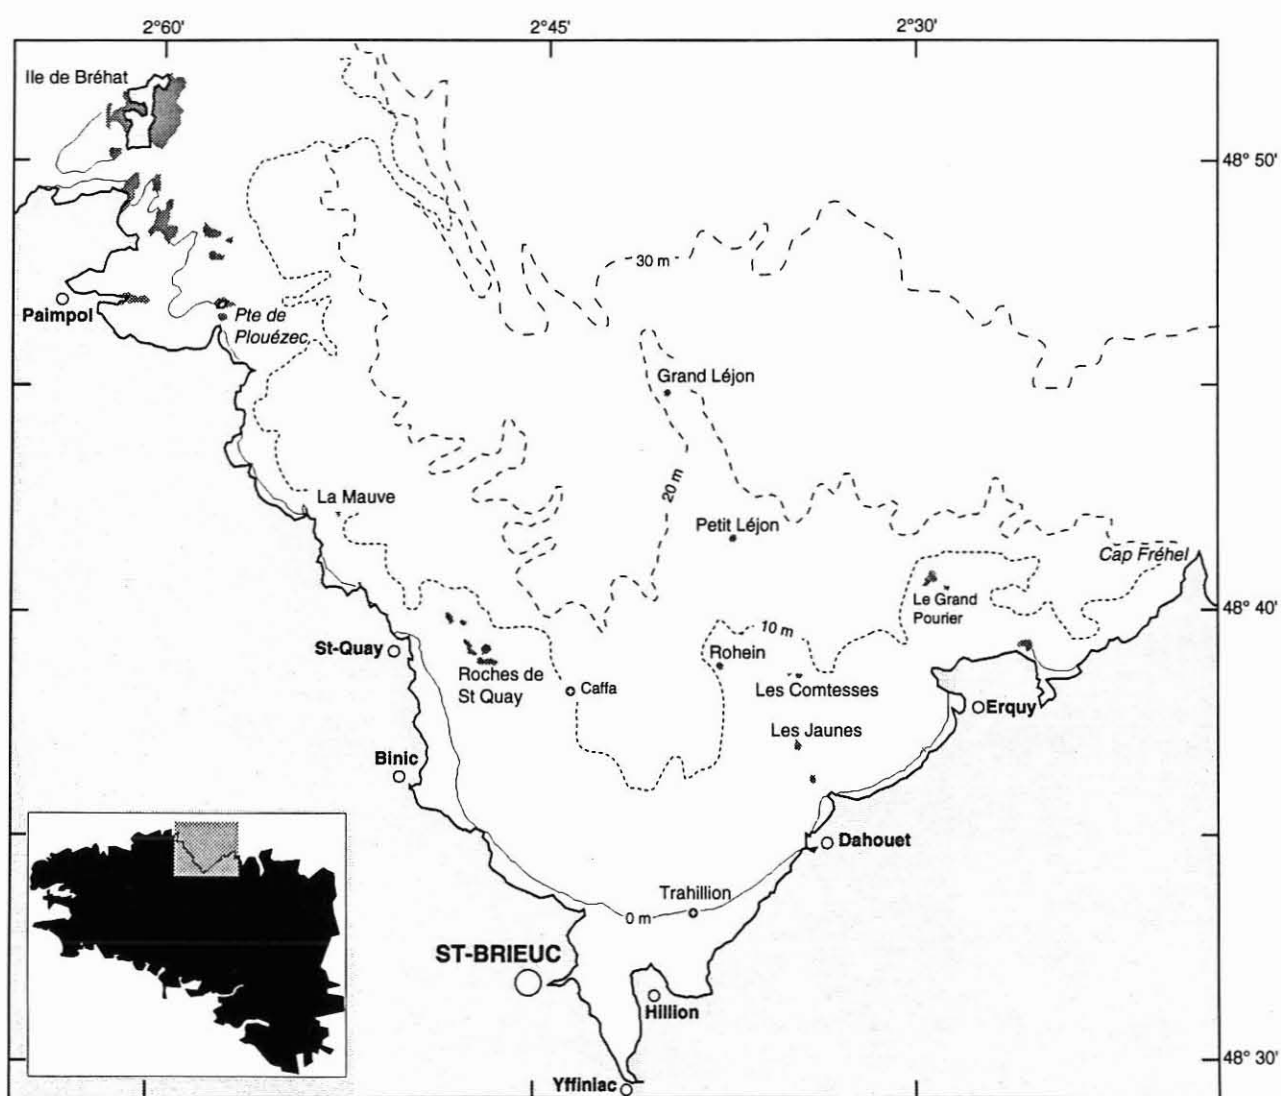 2°60'
2°45'
2°30'
Ile de Bréhat
48° 50'
30 m
Paimpol
Pte de
Plouézec
Grand Léjon
20 m
La Mauve
Petit Léjon
Cap Fréhel
Le Grand
Pourier
48° 40'
10 m
St-Quay
Rohein
Roches de
St Quay
Caffa
Les Comtesses
Erquy
Les Jaunes
Binic
Dahouet
Trahillion
0 m
ST-BRIEUC
Hillion
48° 30'
Yffiniac